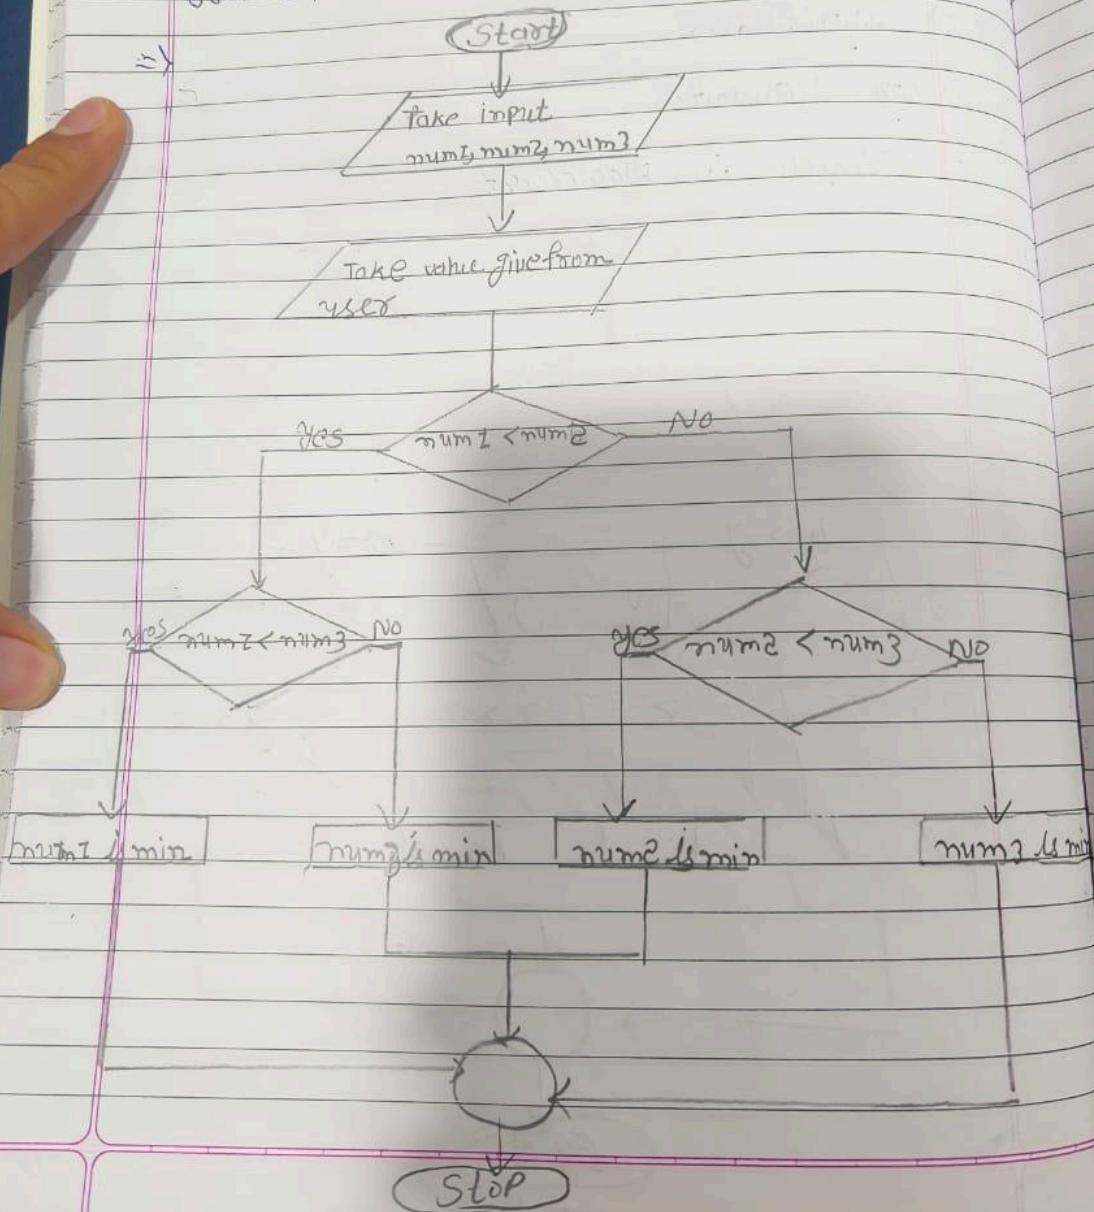 ii)
Start
Take input
num1, num2, num3
Take value give from
user
Yes
num1 < num2
No
Yes
num1 < num3
NO
Yes
num2 < num3
NO
num1 is min
num3 is min
num2 is min
num3 is min
Stop